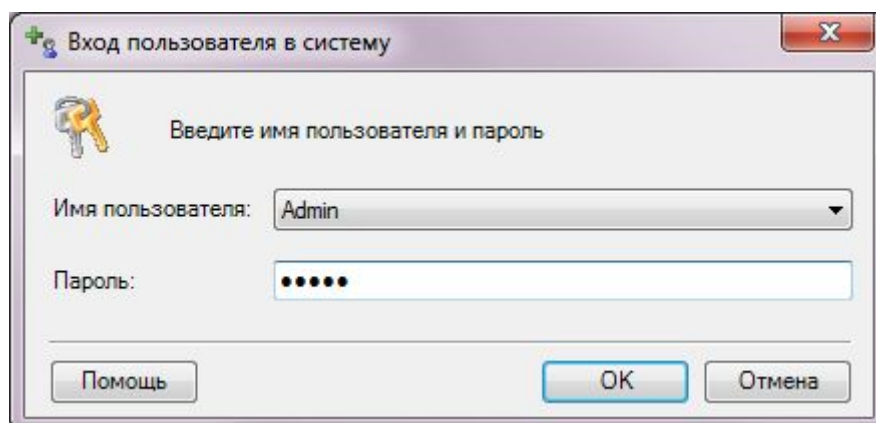 Вход пользователя в систему
Введите имя пользователя и пароль
Имя пользователя: Admin
Пароль: •••••
Помощь OK Отмена